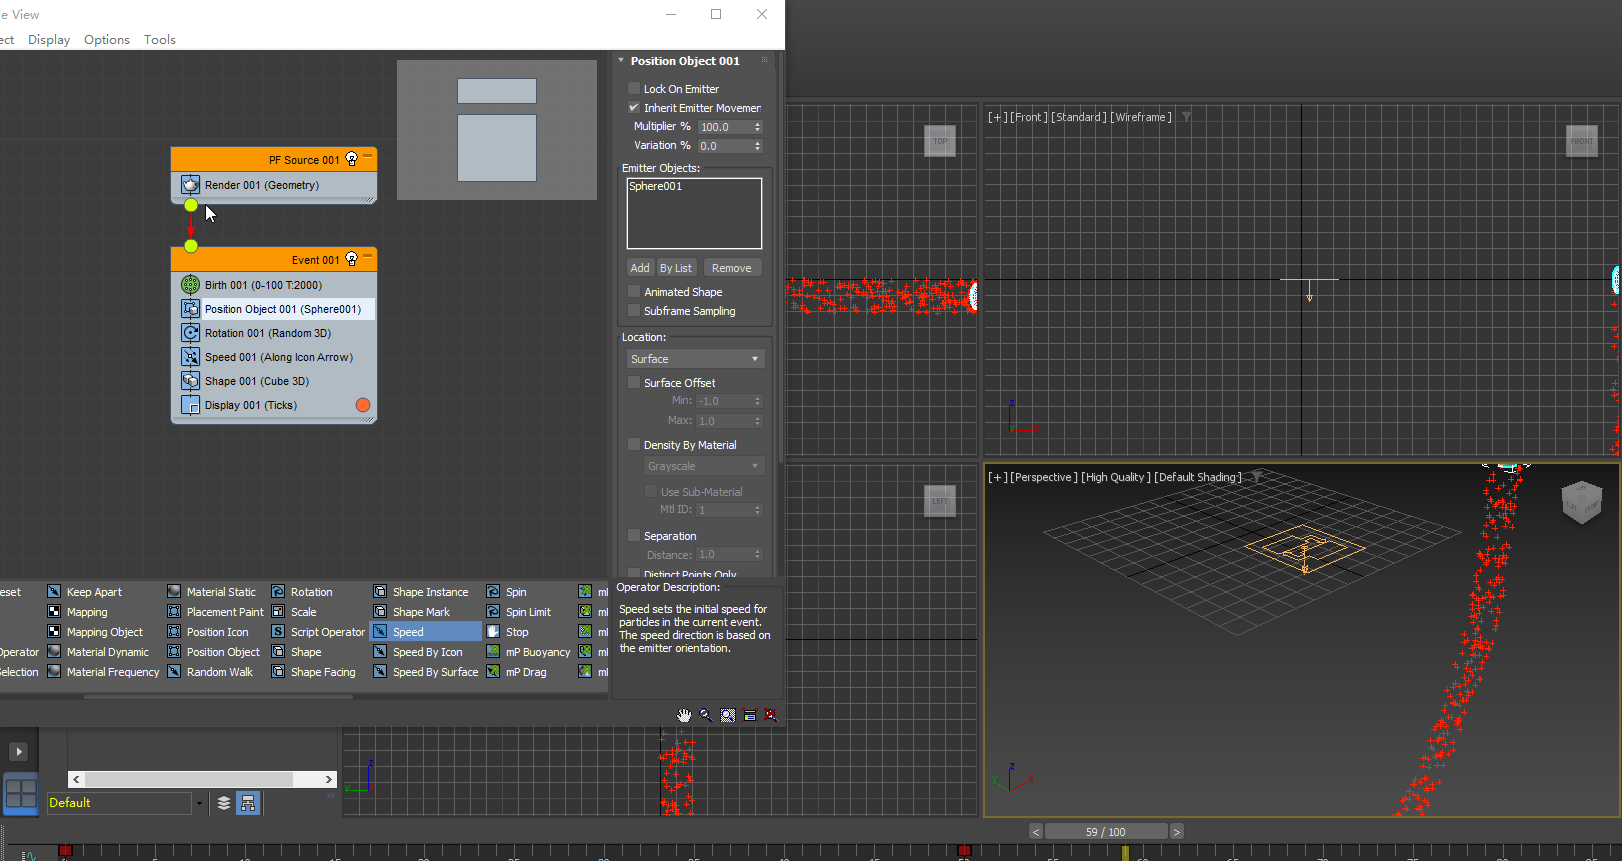 e View
ect Display Options Tools
PF Source 001
Render 001 (Geometry)
Event 001
Birth 001 (0-100 T:2000)
Position Object 001 (Sphere001)
Rotation 001 (Random 3D)
Speed 001 (Along Icon Arrow)
Shape 001 (Cube 3D)
Display 001 (Ticks)
Position Object 001
Lock On Emitter
Inherit Emitter Movemer
Multiplier % 100.0
Variation % 0.0
Emitter Objects:
Sphere001
Add By List Remove
Animated Shape
Subframe Sampling
Location:
Surface
Surface Offset
Min: -1.0
Max: 1.0
Density By Material
Grayscale
Use Sub-Material
Mtl ID: 1
Separation
Distance: 1.0
Distinct Points Only
eset Keep Apart Material Static Rotation Shape Instance Spin
Mapping Placement Paint Scale Shape Mark Spin Limit
Mapping Object Position Icon Script Operator Speed Stop
Operator Material Dynamic Position Object Shape Speed By Icon mP Buoyancy
Selection Material Frequency Random Walk Shape Facing Speed By Surface mP Drag
Operator Description:
Speed sets the initial speed for
particles in the current event.
The speed direction is based on
the emitter orientation.
TOP
[+] [Front ] [Standard ] [Wireframe ]
FRONT
z
x
LEFT
[+] [Perspective ] [High Quality ] [Default Shading ]
z
y
x
z
y
Default
< 59 / 100 >